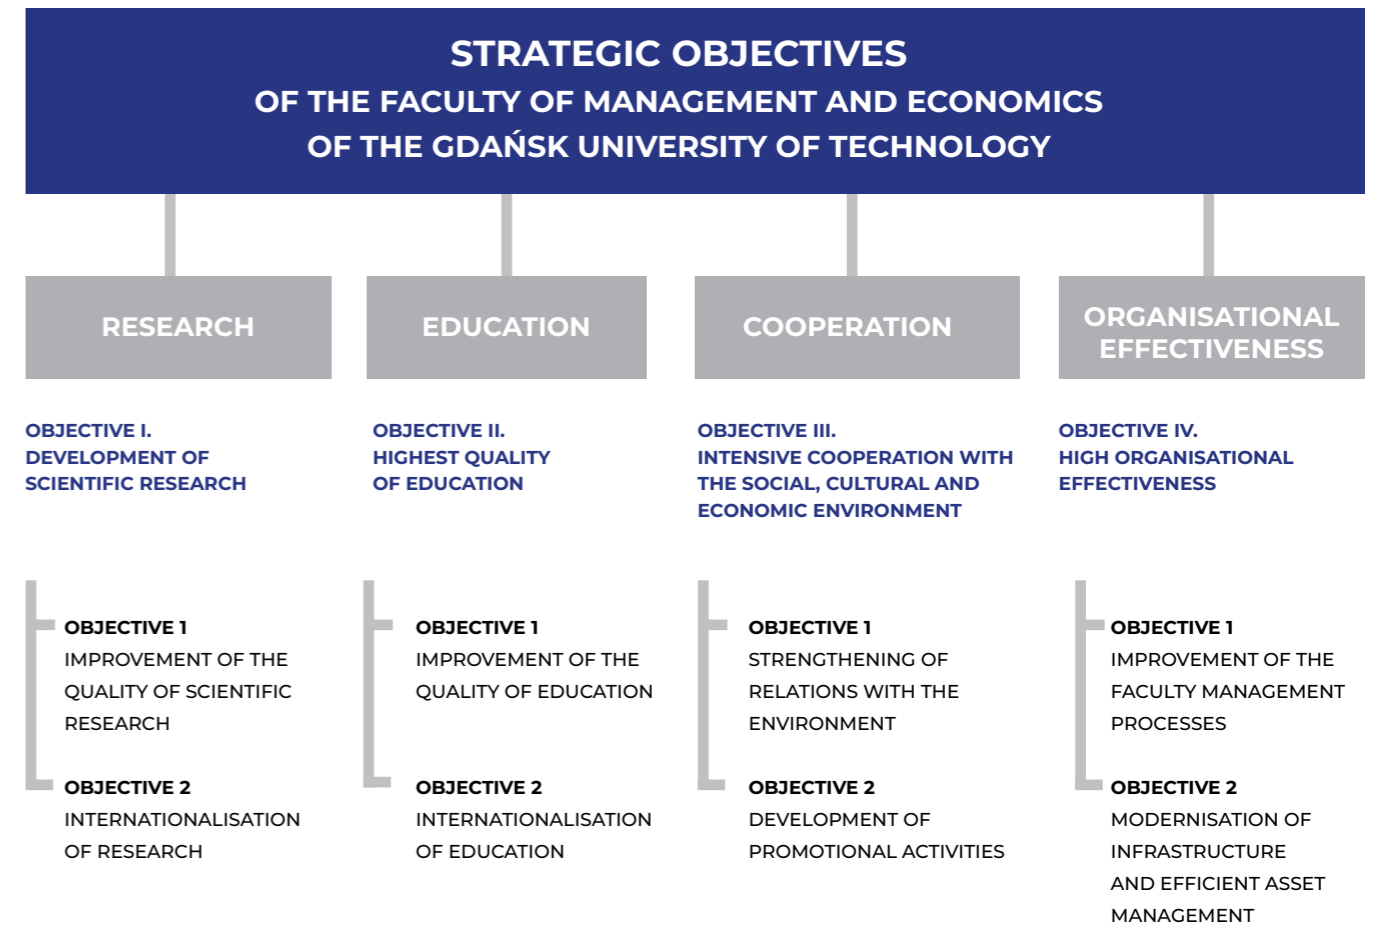 STRATEGIC OBJECTIVES
OF THE FACULTY OF MANAGEMENT AND ECONOMICS
OF THE GDAŃSK UNIVERSITY OF TECHNOLOGY
RESEARCH
OBJECTIVE I.
DEVELOPMENT OF
SCIENTIFIC RESEARCH
OBJECTIVE 1
IMPROVEMENT OF THE
QUALITY OF SCIENTIFIC
RESEARCH
OBJECTIVE 2
INTERNATIONALISATION
OF RESEARCH
EDUCATION
OBJECTIVE II.
HIGHEST QUALITY
OF EDUCATION
OBJECTIVE 1
IMPROVEMENT OF THE
QUALITY OF EDUCATION
OBJECTIVE 2
INTERNATIONALISATION
OF EDUCATION
COOPERATION
OBJECTIVE III.
INTENSIVE COOPERATION WITH
THE SOCIAL, CULTURAL AND
ECONOMIC ENVIRONMENT
OBJECTIVE 1
STRENGTHENING OF
RELATIONS WITH THE
ENVIRONMENT
OBJECTIVE 2
DEVELOPMENT OF
PROMOTIONAL ACTIVITIES
ORGANISATIONAL
EFFECTIVENESS
OBJECTIVE IV.
HIGH ORGANISATIONAL
EFFECTIVENESS
OBJECTIVE 1
IMPROVEMENT OF THE
FACULTY MANAGEMENT
PROCESSES
OBJECTIVE 2
MODERNISATION OF
INFRASTRUCTURE
AND EFFICIENT ASSET
MANAGEMENT